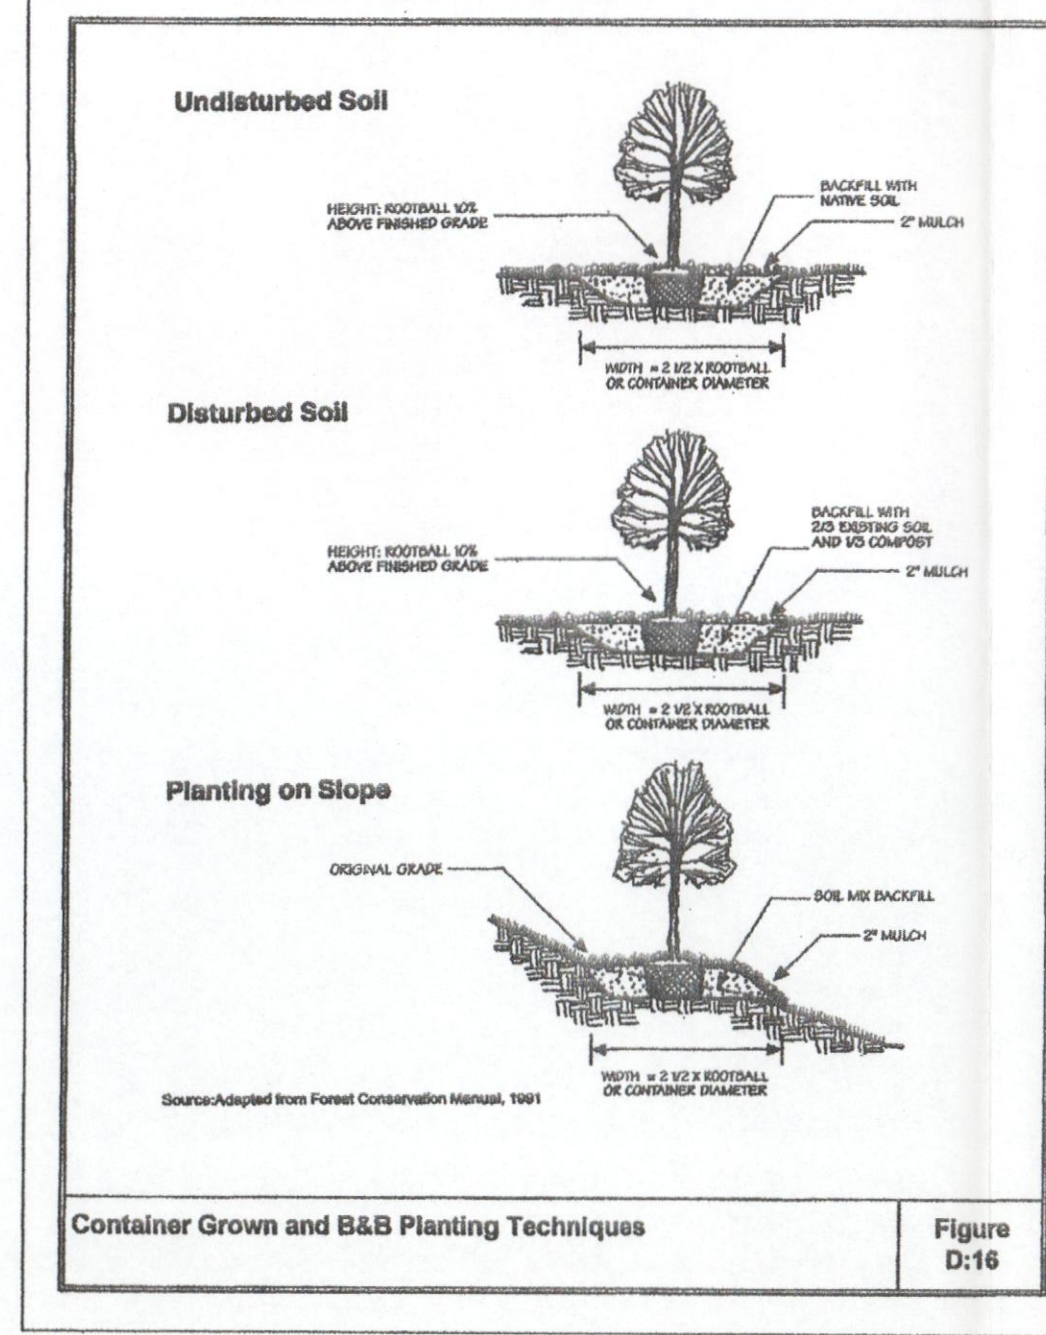 Undisturbed Soil
HEIGHT: ROOTBALL 10%
ABOVE FINISHED GRADE
BACKFILL WITH
NATIVE SOIL
2" MULCH
WIDTH = 2 1/2 X ROOTBALL
OR CONTAINER DIAMETER
Disturbed Soil
HEIGHT: ROOTBALL 10%
ABOVE FINISHED GRADE
BACKFILL WITH
2/3 EXISTING SOIL
AND 1/3 COMPOST
2" MULCH
WIDTH = 2 1/2 X ROOTBALL
OR CONTAINER DIAMETER
Planting on Slope
ORIGINAL GRADE
SOIL MIX BACKFILL
2" MULCH
WIDTH = 2 1/2 X ROOTBALL
OR CONTAINER DIAMETER
Source:Adapted from Forest Conservation Manual, 1991
Container Grown and B&B Planting Techniques
Figure
D:16